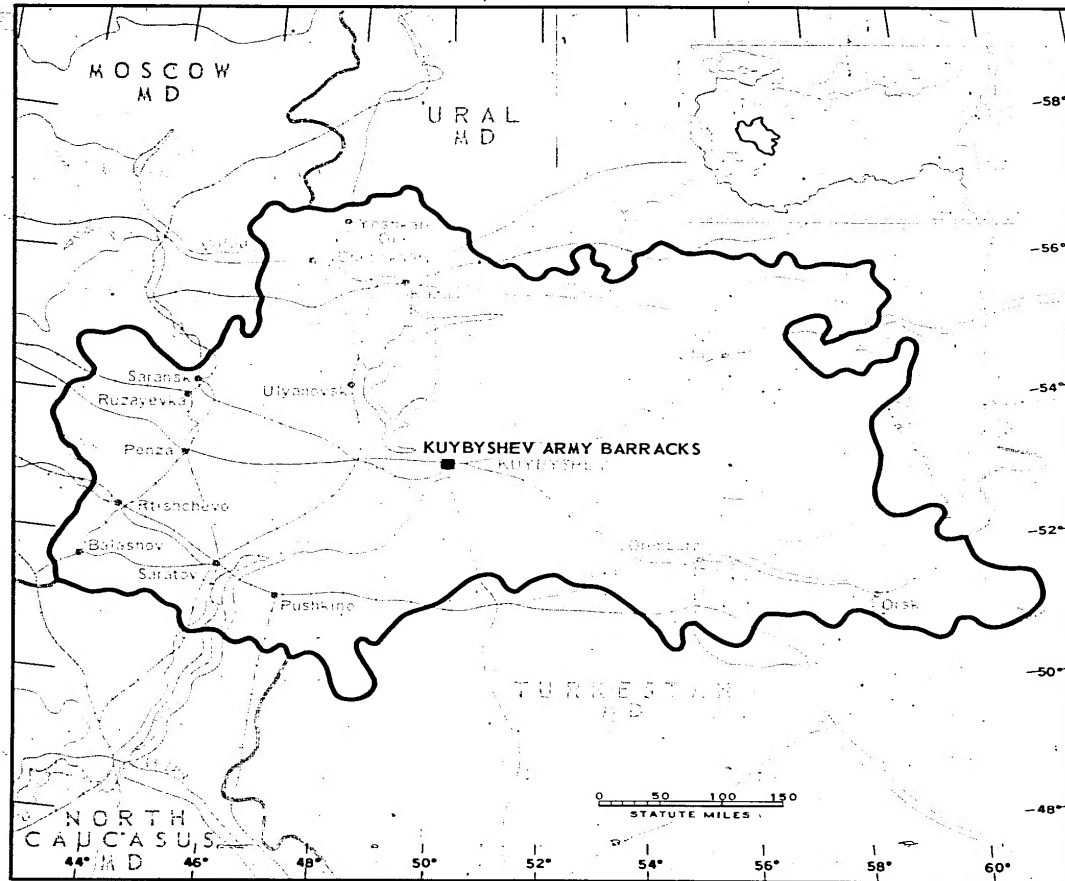 MOSCOW
MD
URAL
MD
58°
56°
54°
52°
50°
48°
Saransk
Ruzayevka
Ulyanovsk
Penza
KUYBYSHEV ARMY BARRACKS
KUYBYSHEV
Rtishchevo
Balashov
Saratov
Pushkino
Orsk
TURKESTAN
MD
0 50 100 150
STATUTE MILES
NORTH
CAUCASUS
MD
44° 46° 48° 50° 52° 54° 56° 58° 60°